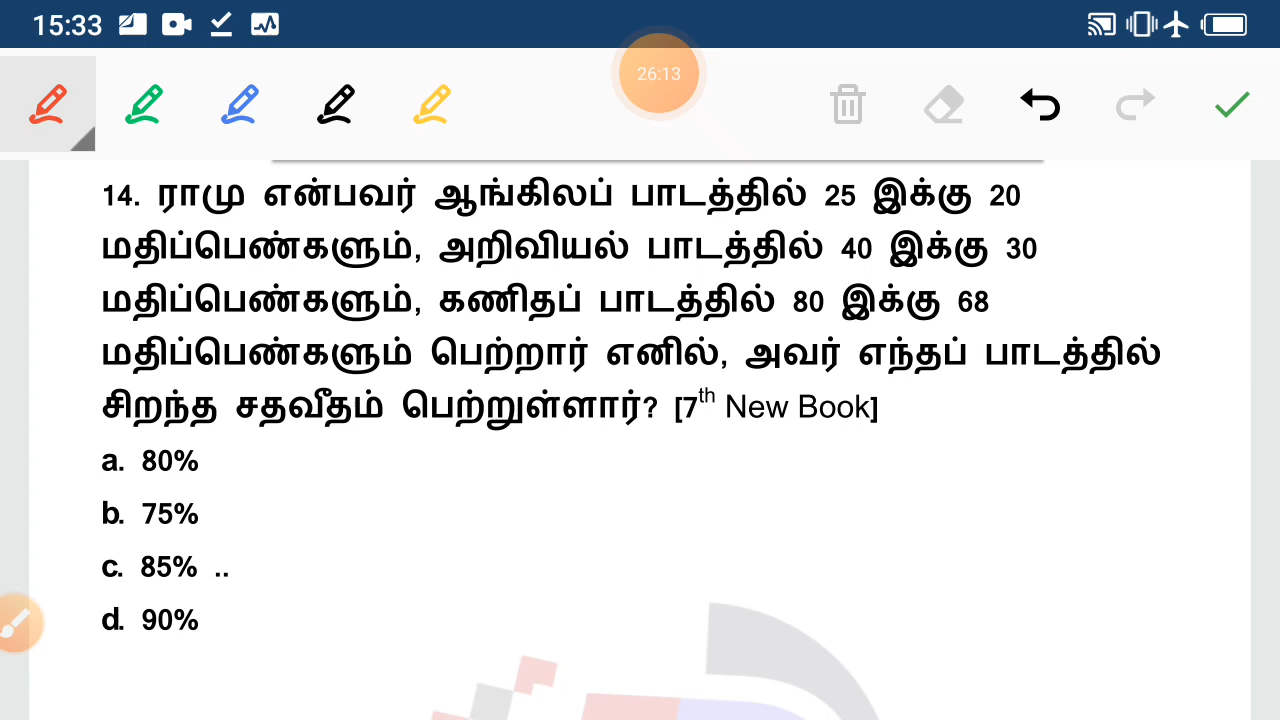 15:33
26:13
14. ராமு என்பவர் ஆங்கிலப் பாடத்தில் 25 இக்கு 20
மதிப்பெண்களும், அறிவியல் பாடத்தில் 40 இக்கு 30
மதிப்பெண்களும், கணிதப் பாடத்தில் 80 இக்கு 68
மதிப்பெண்களும் பெற்றார் எனில், அவர் எந்தப் பாடத்தில்
சிறந்த சதவீதம் பெற்றுள்ளார்? [7th New Book]
a. 80%
b. 75%
c. 85% ..
d. 90%